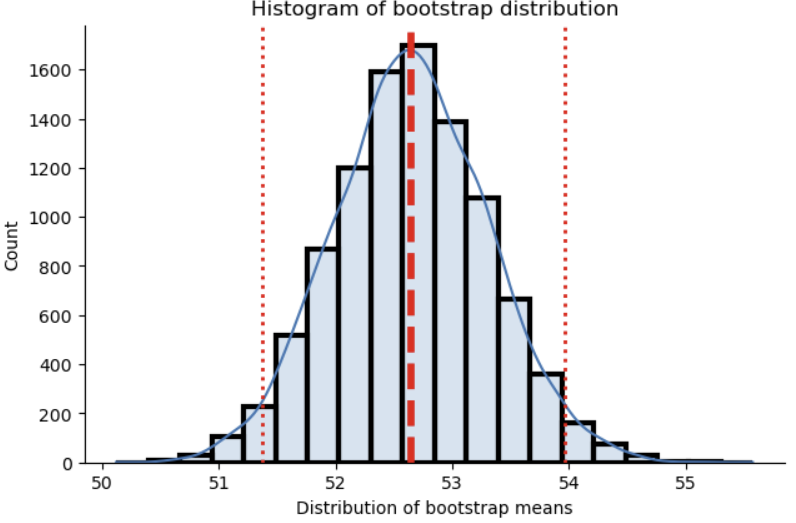 Histogram of bootstrap distribution
1600
1400
1200
1000
800
600
400
200
0
Count
50 51 52 53 54 55
Distribution of bootstrap means